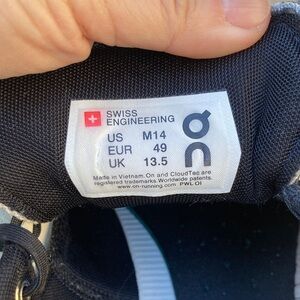 SWISS
ENGINEERING
US M14
EUR 49
UK 13.5
Made in Vietnam. On and CloudTec are
registered trademarks. Worldwide patents.
www.on-running.com PWL OI